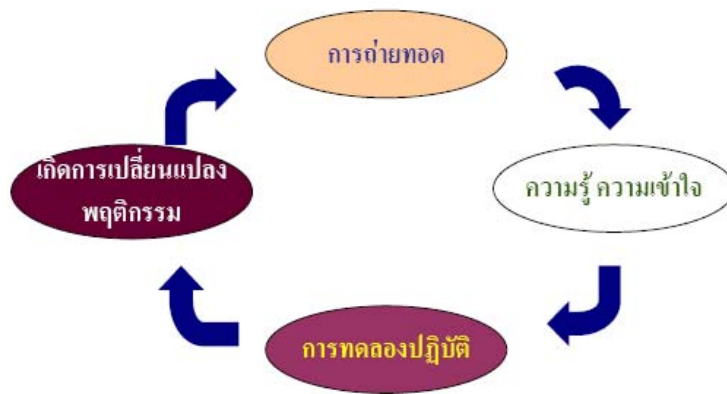 การถ่ายทอด
ความรู้ ความเข้าใจ
การทดลองปฏิบัติ
เกิดการเปลี่ยนแปลง
พฤติกรรม